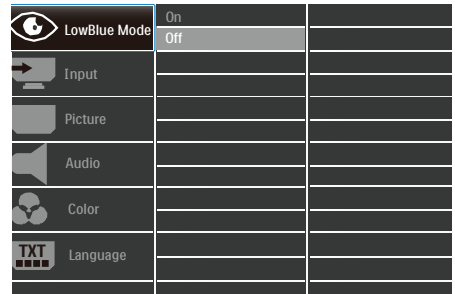 LowBlue Mode
On
Off
Input
Picture
Audio
Color
TXT
Language